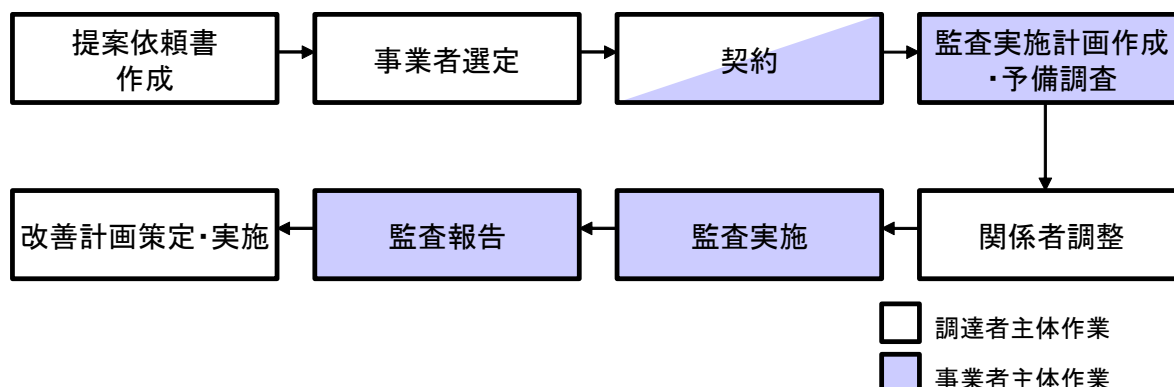 提案依頼書
作成
事業者選定
契約
監査実施計画作成
・予備調査
改善計画策定・実施
監査報告
監査実施
関係者調整
調達者主体作業
事業者主体作業